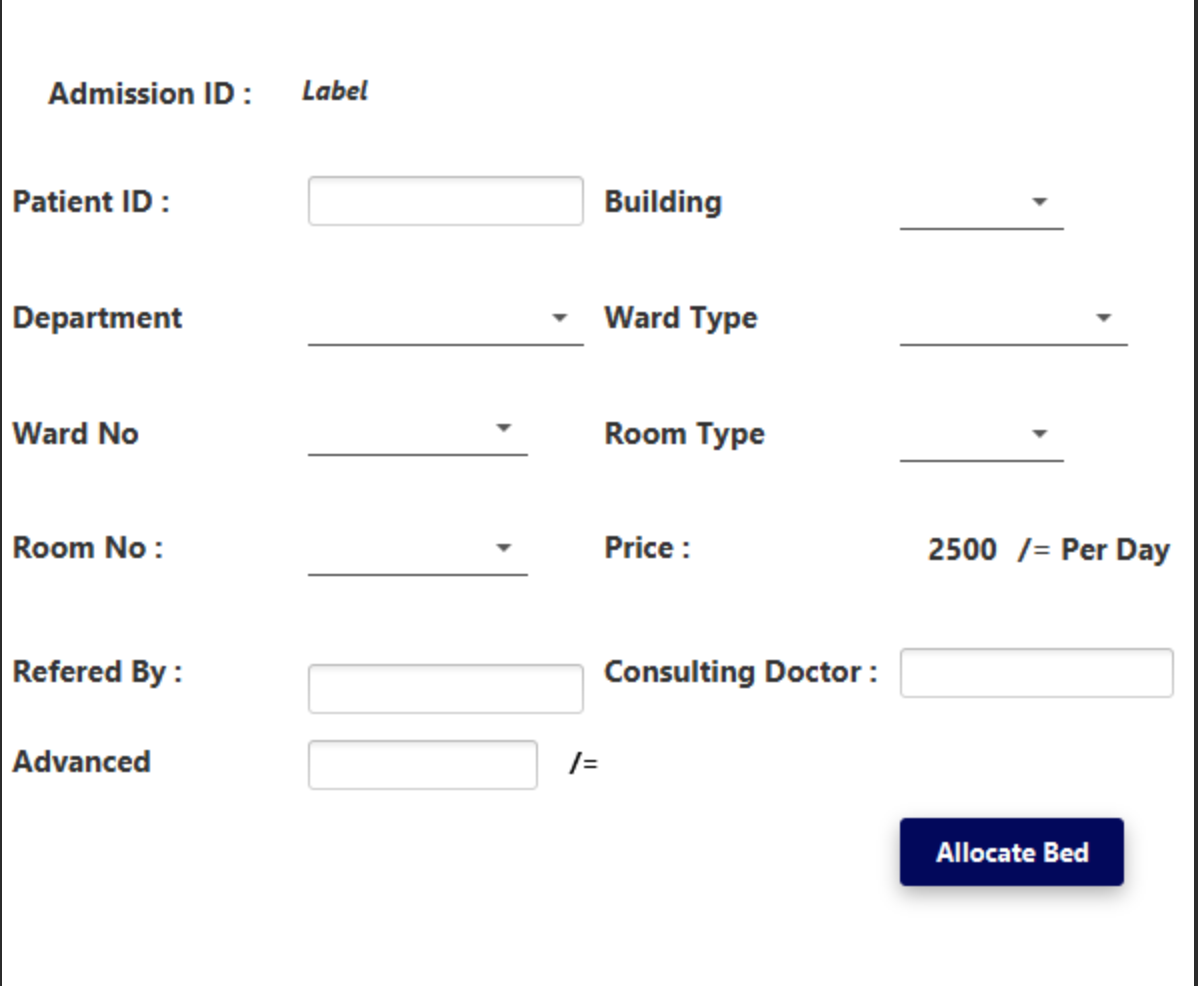 Admission ID : Label
Patient ID : Building
Department Ward Type
Ward No Room Type
Room No : Price : 2500 /= Per Day
Refered By : Consulting Doctor :
Advanced /=
Allocate Bed